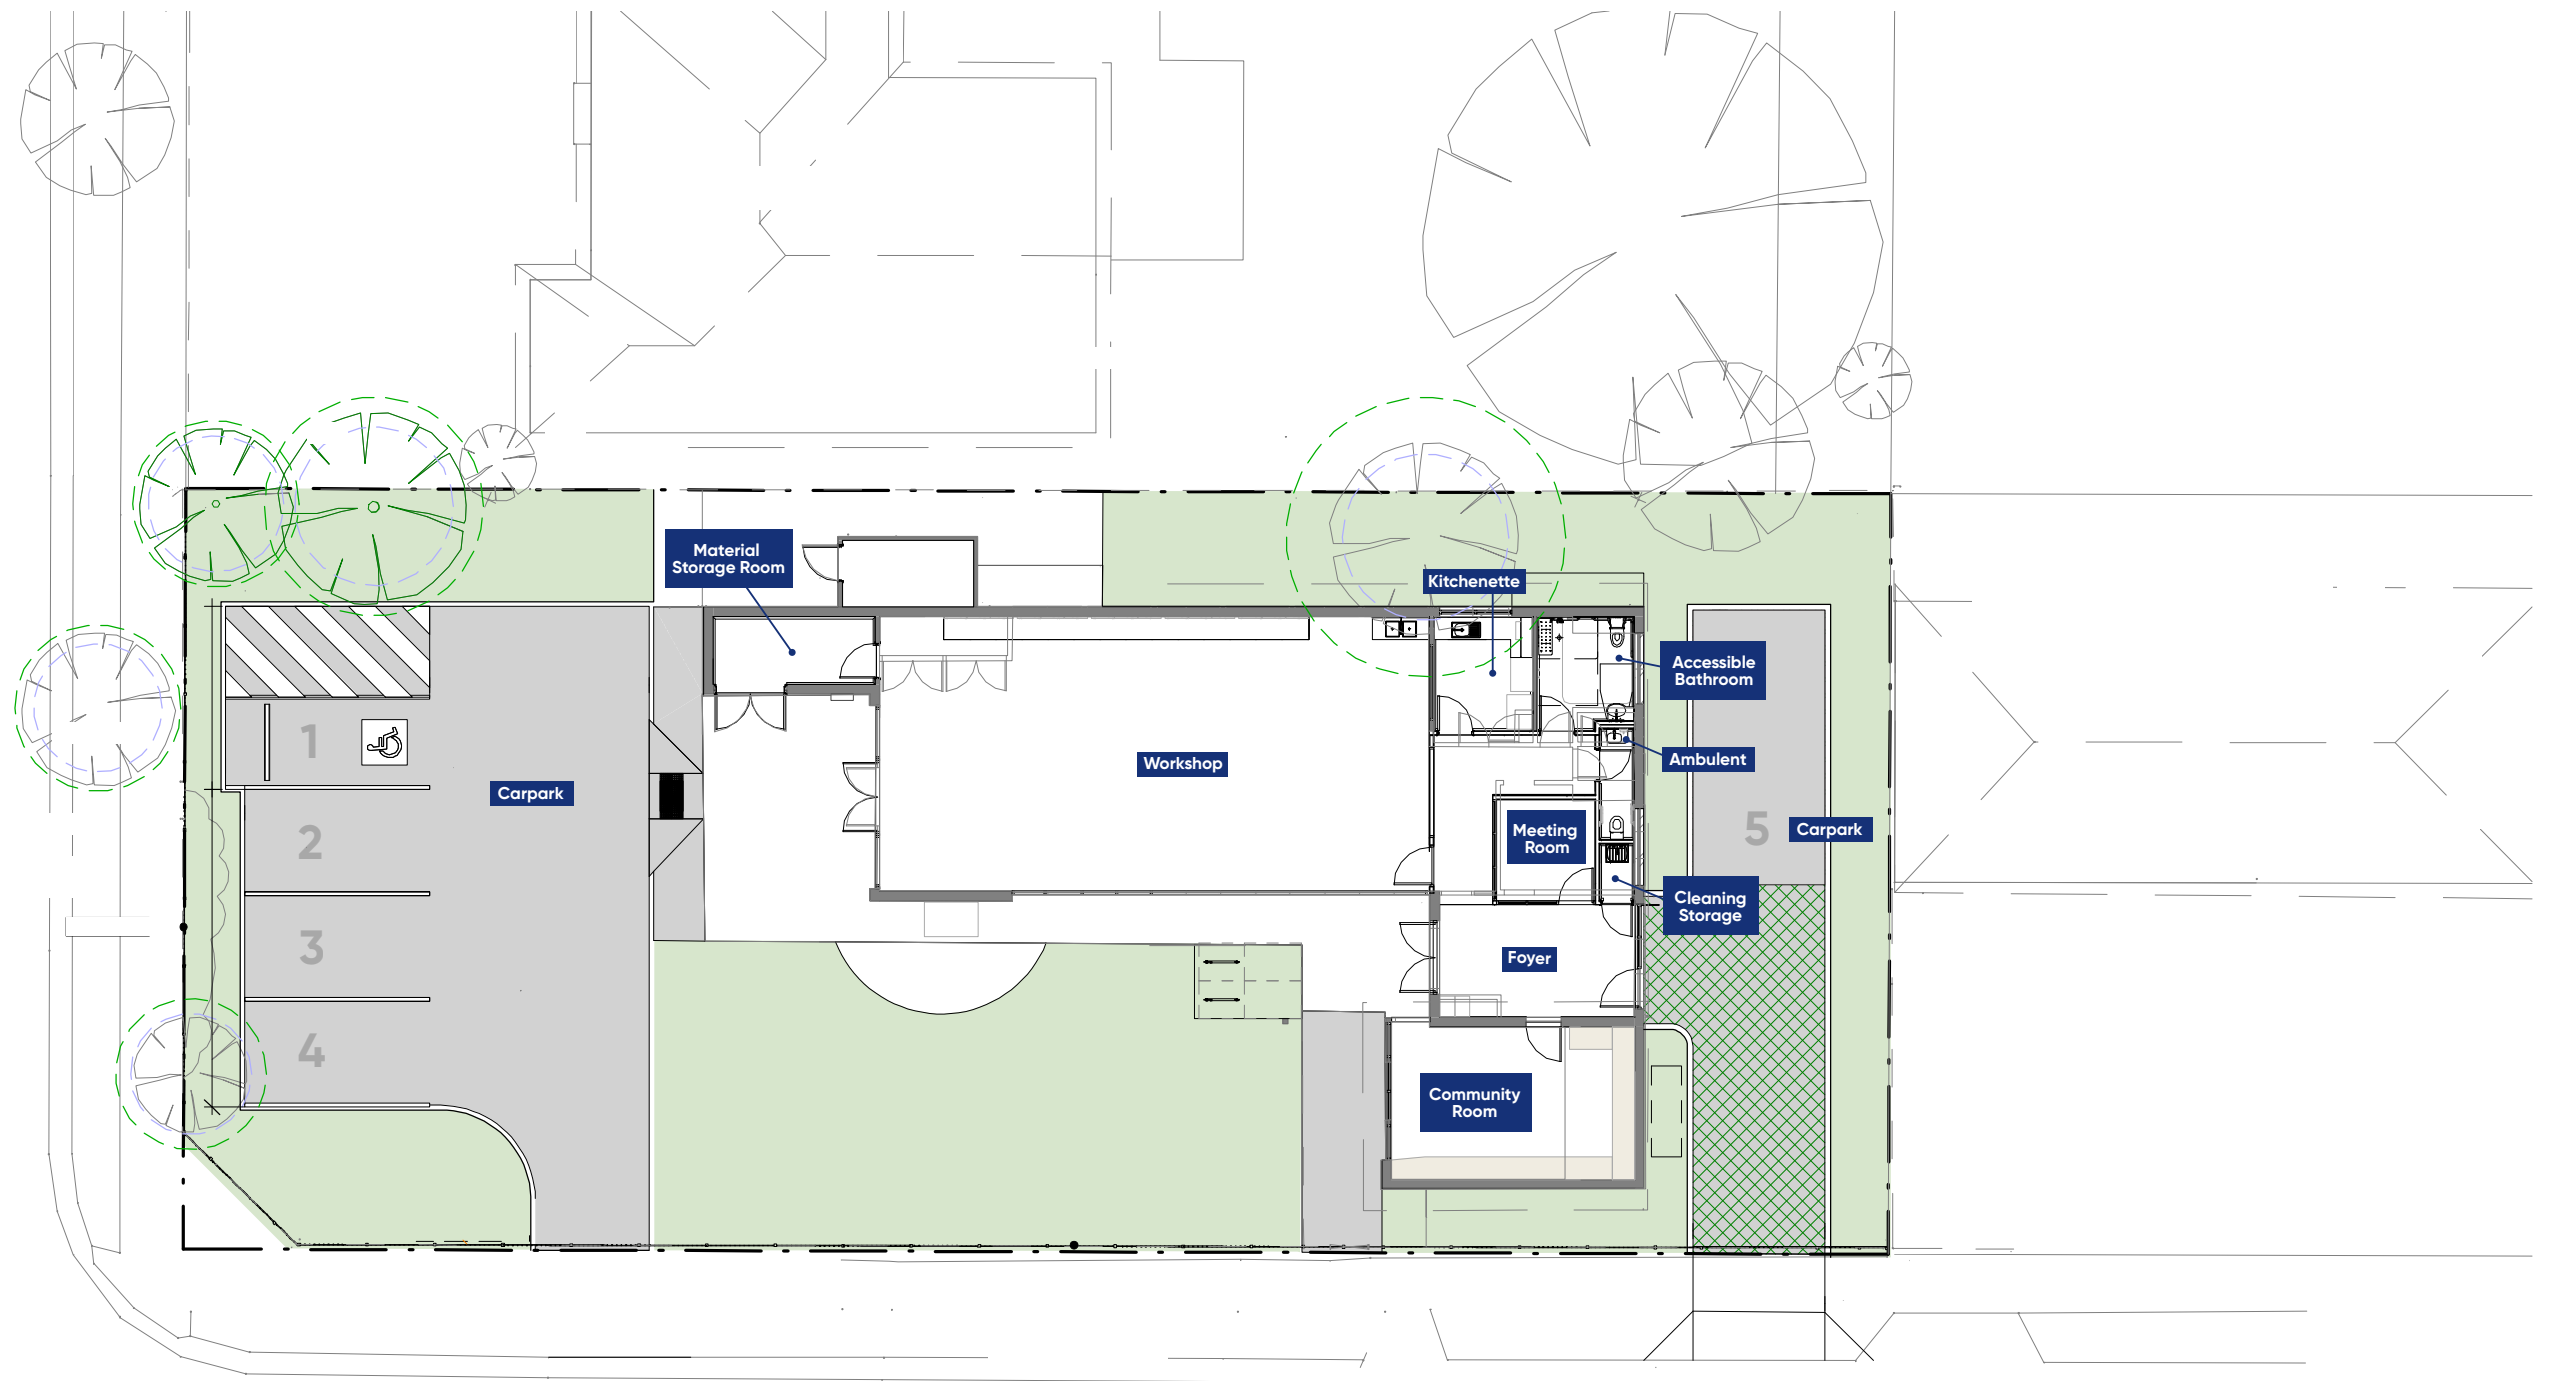 Material
Storage Room
Kitchenette
Accessible
Bathroom
1
Carpark
Workshop
Ambulent
2
Meeting
Room
5
Carpark
Cleaning
Storage
3
Foyer
4
Community
Room